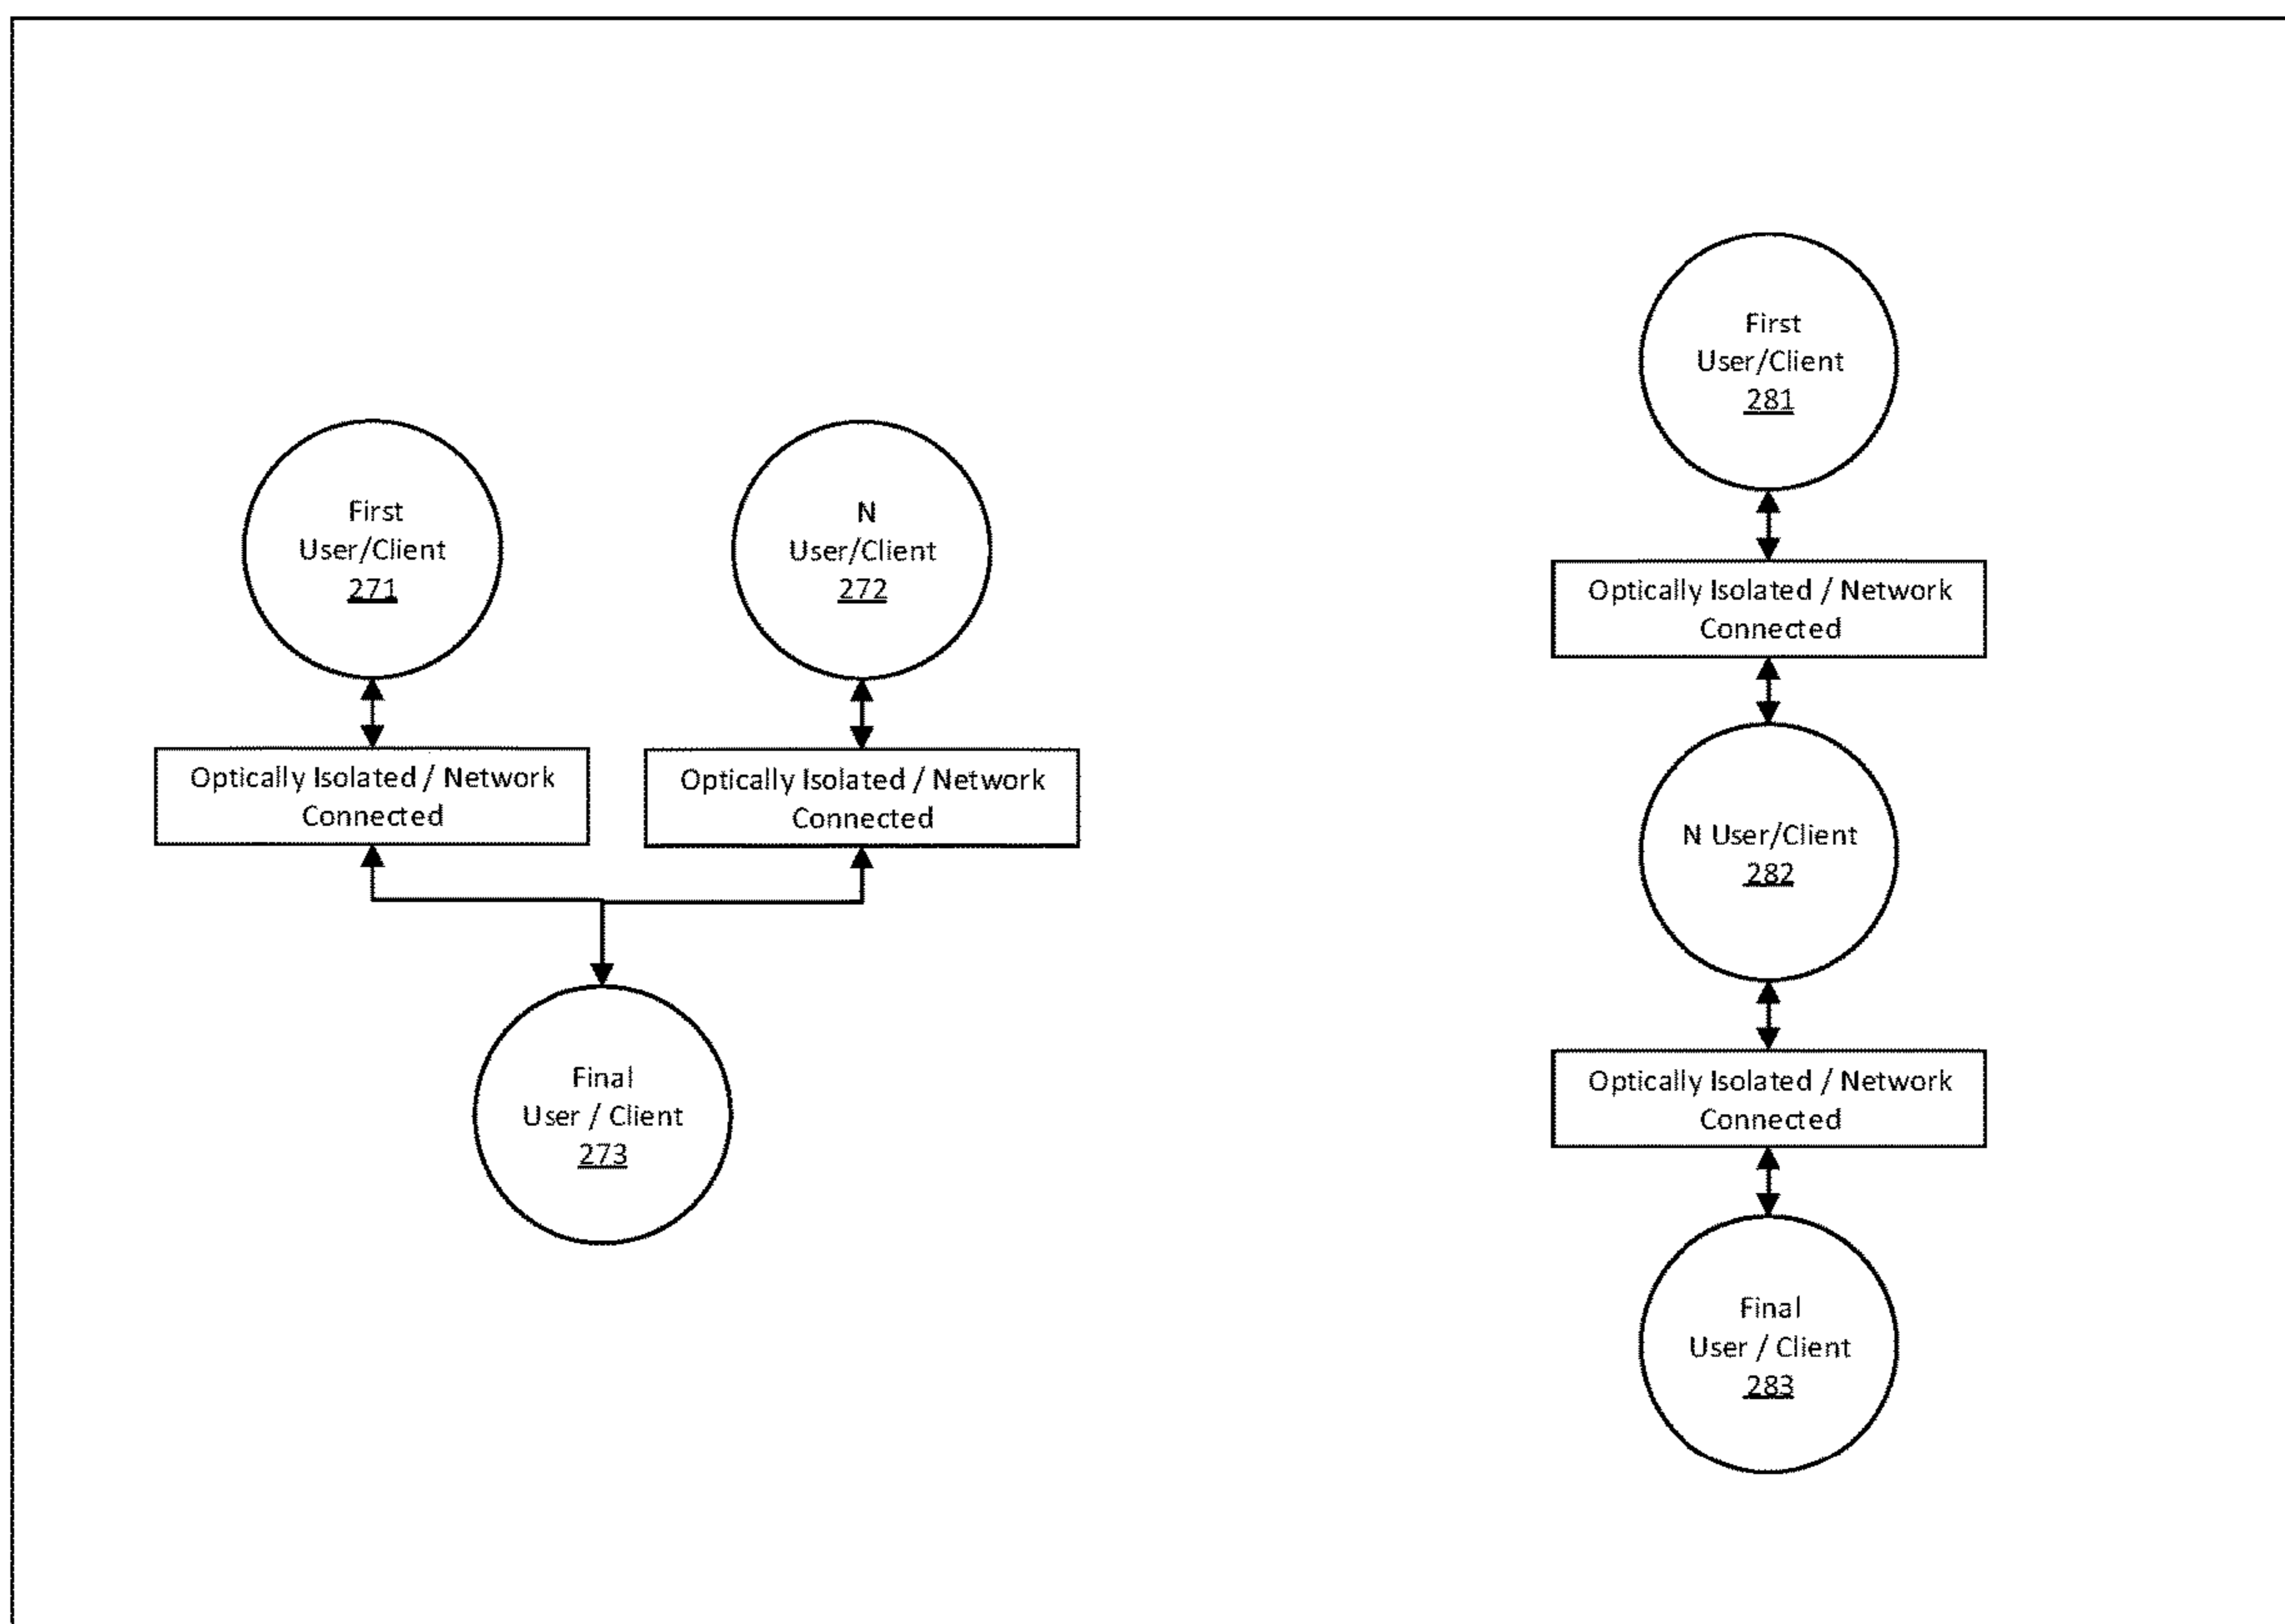 First
User/Client
271
N
User/Client
272
Optically Isolated / Network
Connected
Optically Isolated / Network
Connected
Final
User / Client
273
First
User/Client
281
Optically Isolated / Network
Connected
N User/Client
282
Optically Isolated / Network
Connected
Final
User / Client
283